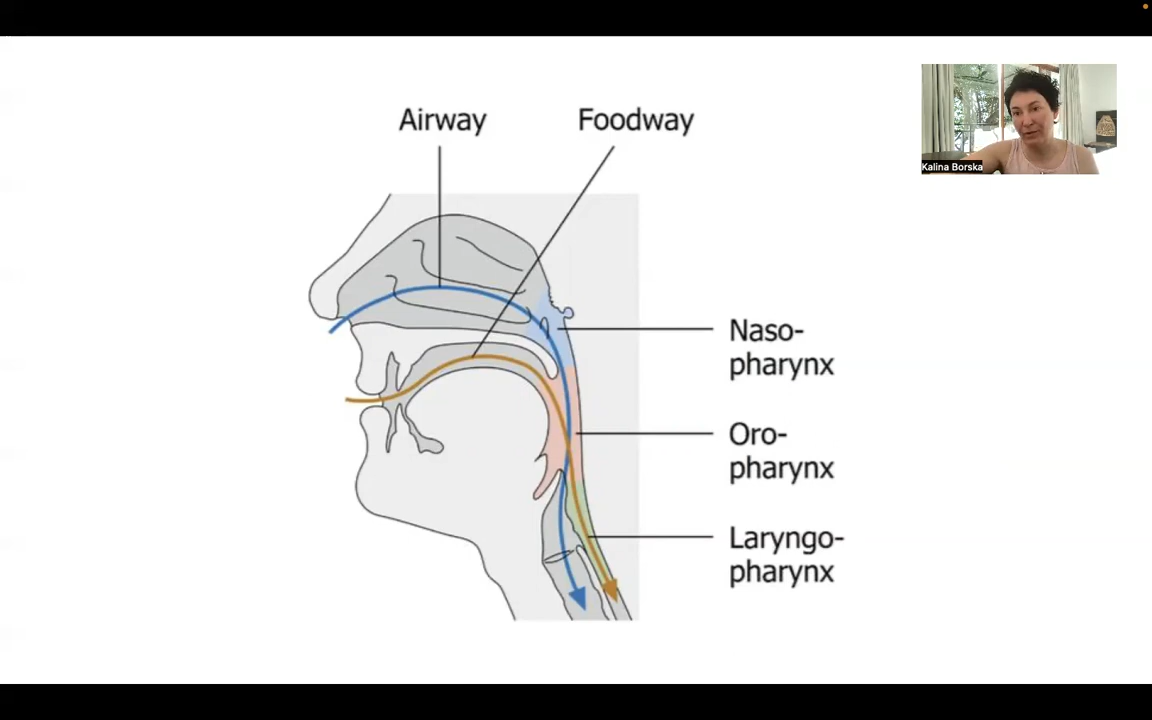 Airway
Foodway
Kalina Borska
Naso-
pharynx
Oro-
pharynx
Laryngo-
pharynx